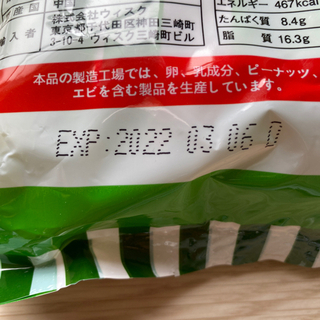 産国 中国
エネルギー 467kcal
株式会社ウィスク
たんぱく質 8.4g
入者 東京都千代田区神田三崎町
脂質 16.3g
3-10-4 ウィスク三崎町ビル
本品の製造工場では、卵、乳成分、ピーナッツ、
エビを含む製品を生産しています。
EXP:2022 03 06 D